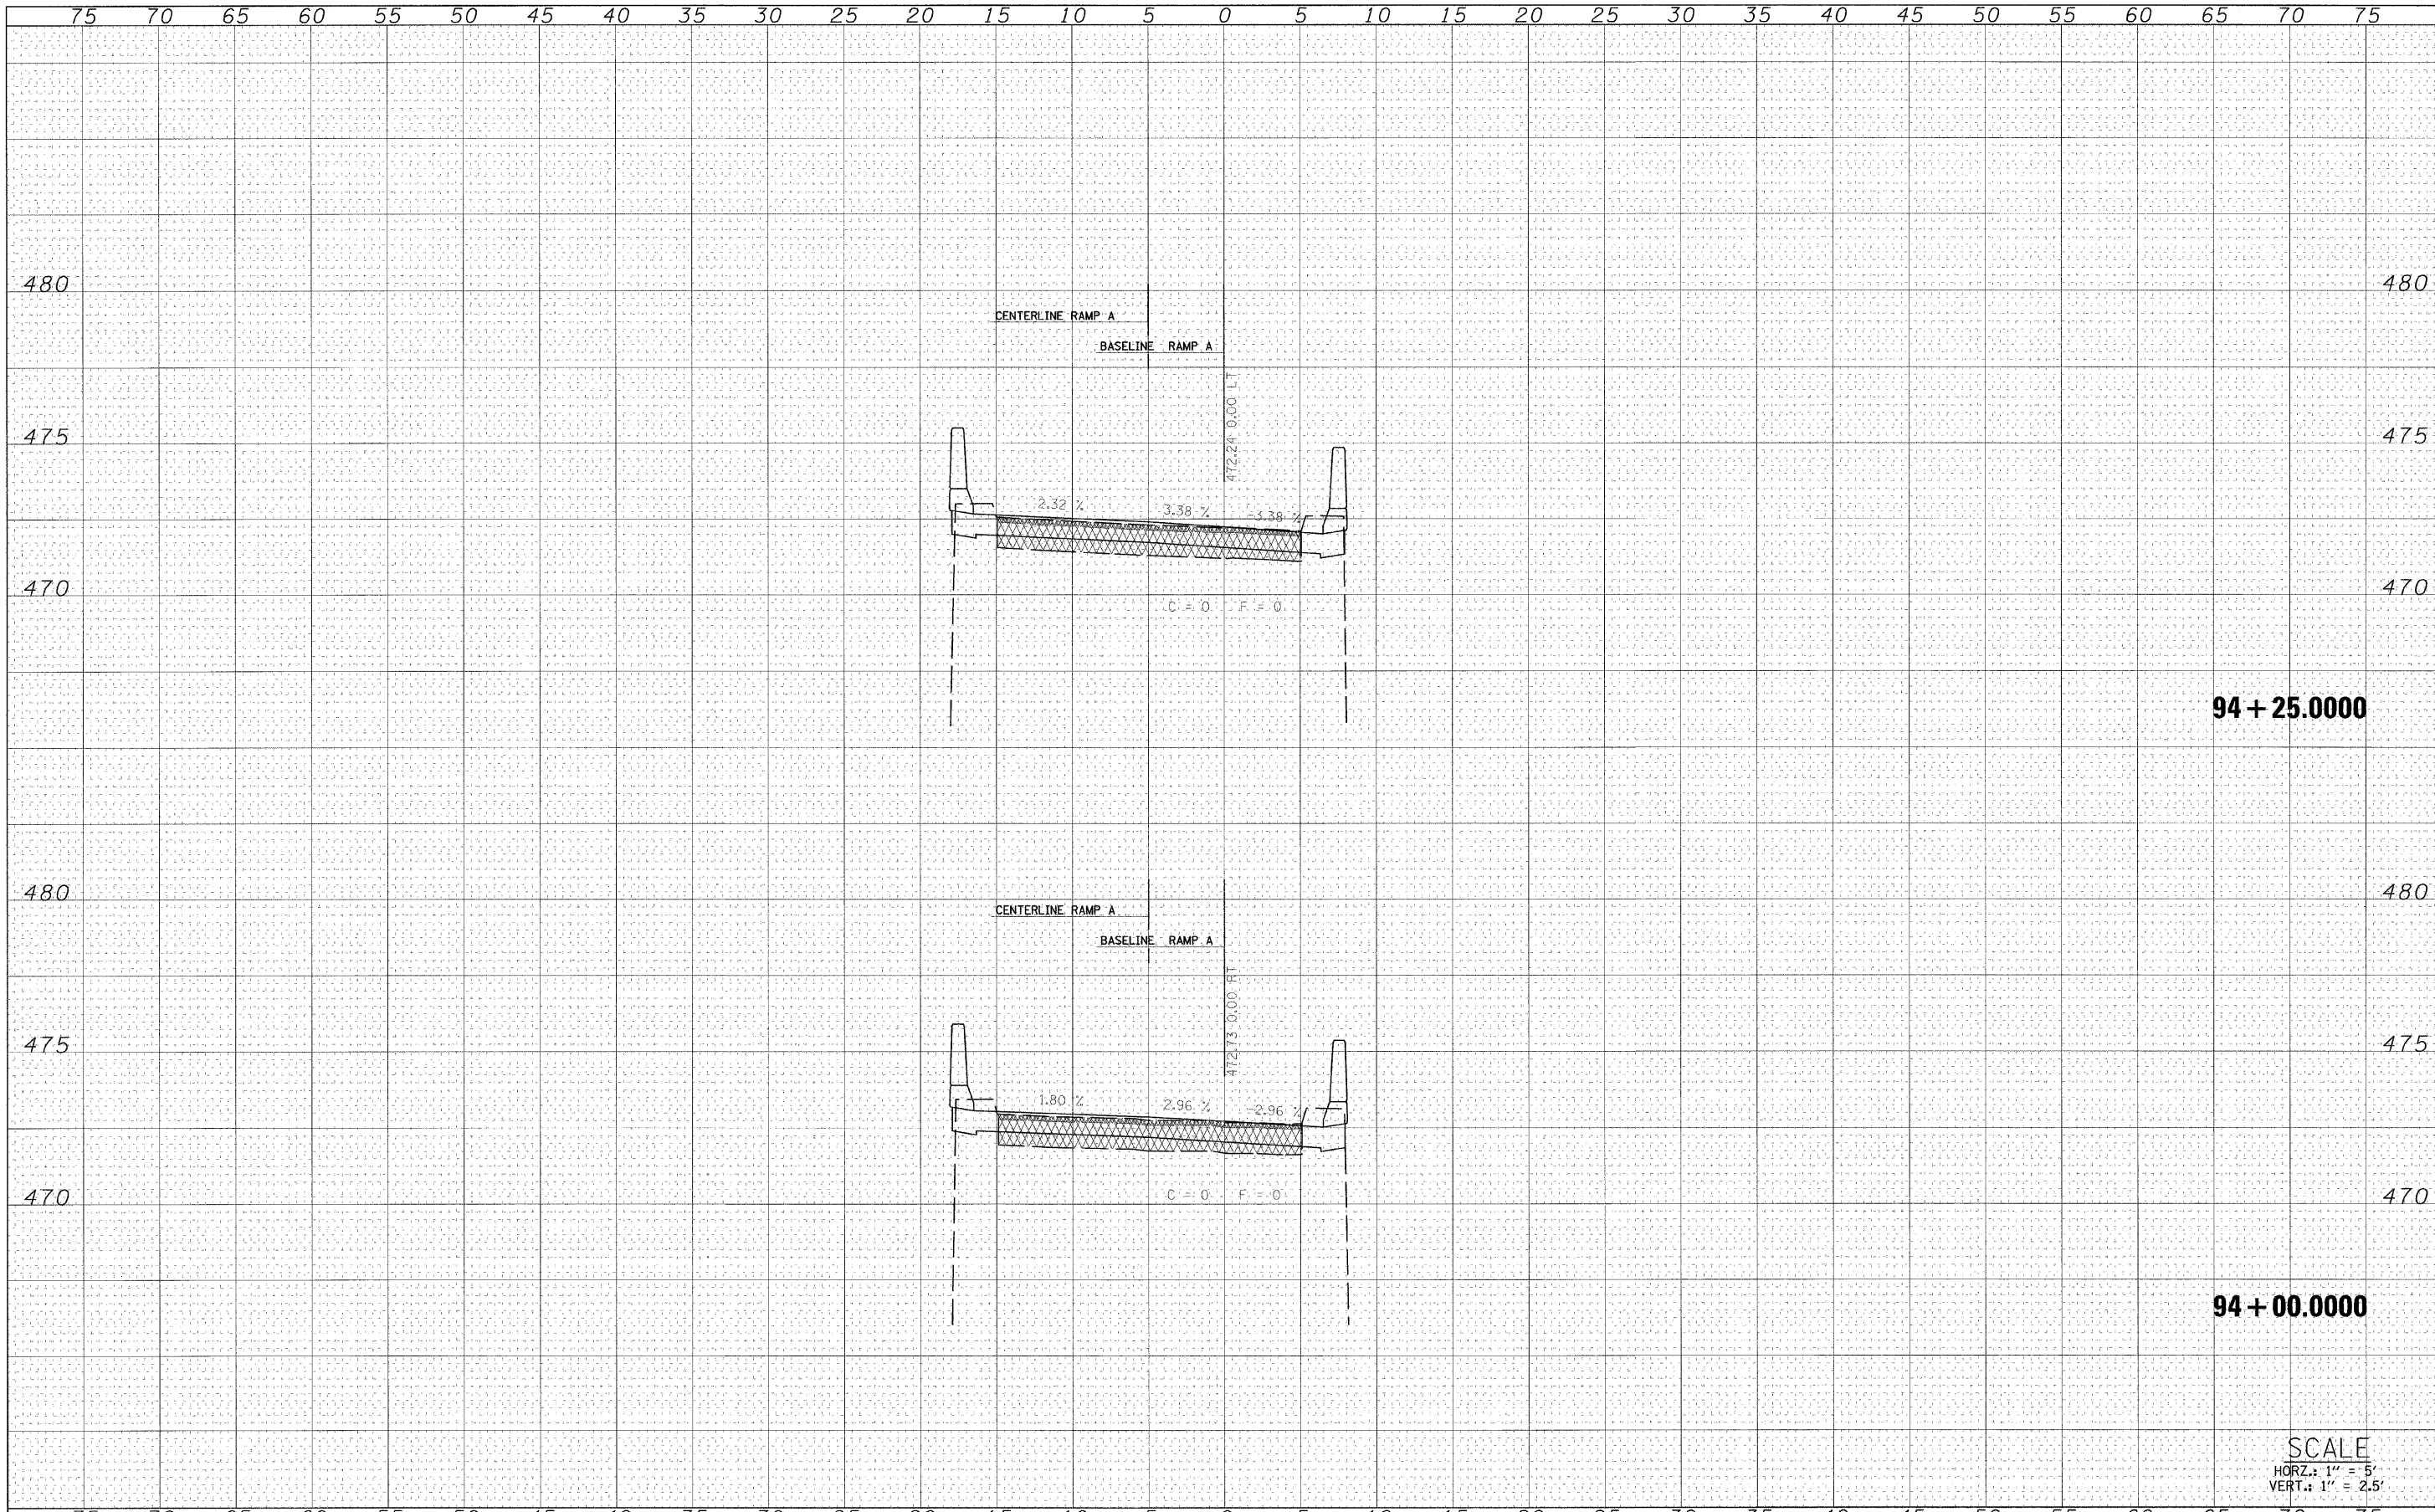 75 70 65 60 55 50 45 40 35 30 25 20 15 10 5 0 5 10 15 20 25 30 35 40 45 50 55 60 65 70 75
480 480
CENTERLINE RAMP A
BASELINE RAMP A
472.24 0.00 LT
475 475
2.32 % 3.38 % -3.38 %
470 470
C = 0 F = 0
94+25.0000
480 480
CENTERLINE RAMP A
BASELINE RAMP A
472.73 0.00 RT
475 475
1.80 % 2.96 % -2.96 %
470 470
C = 0 F = 0
94+00.0000
SCALE
HORZ.: 1" = 5'
VERT.: 1" = 2.5'